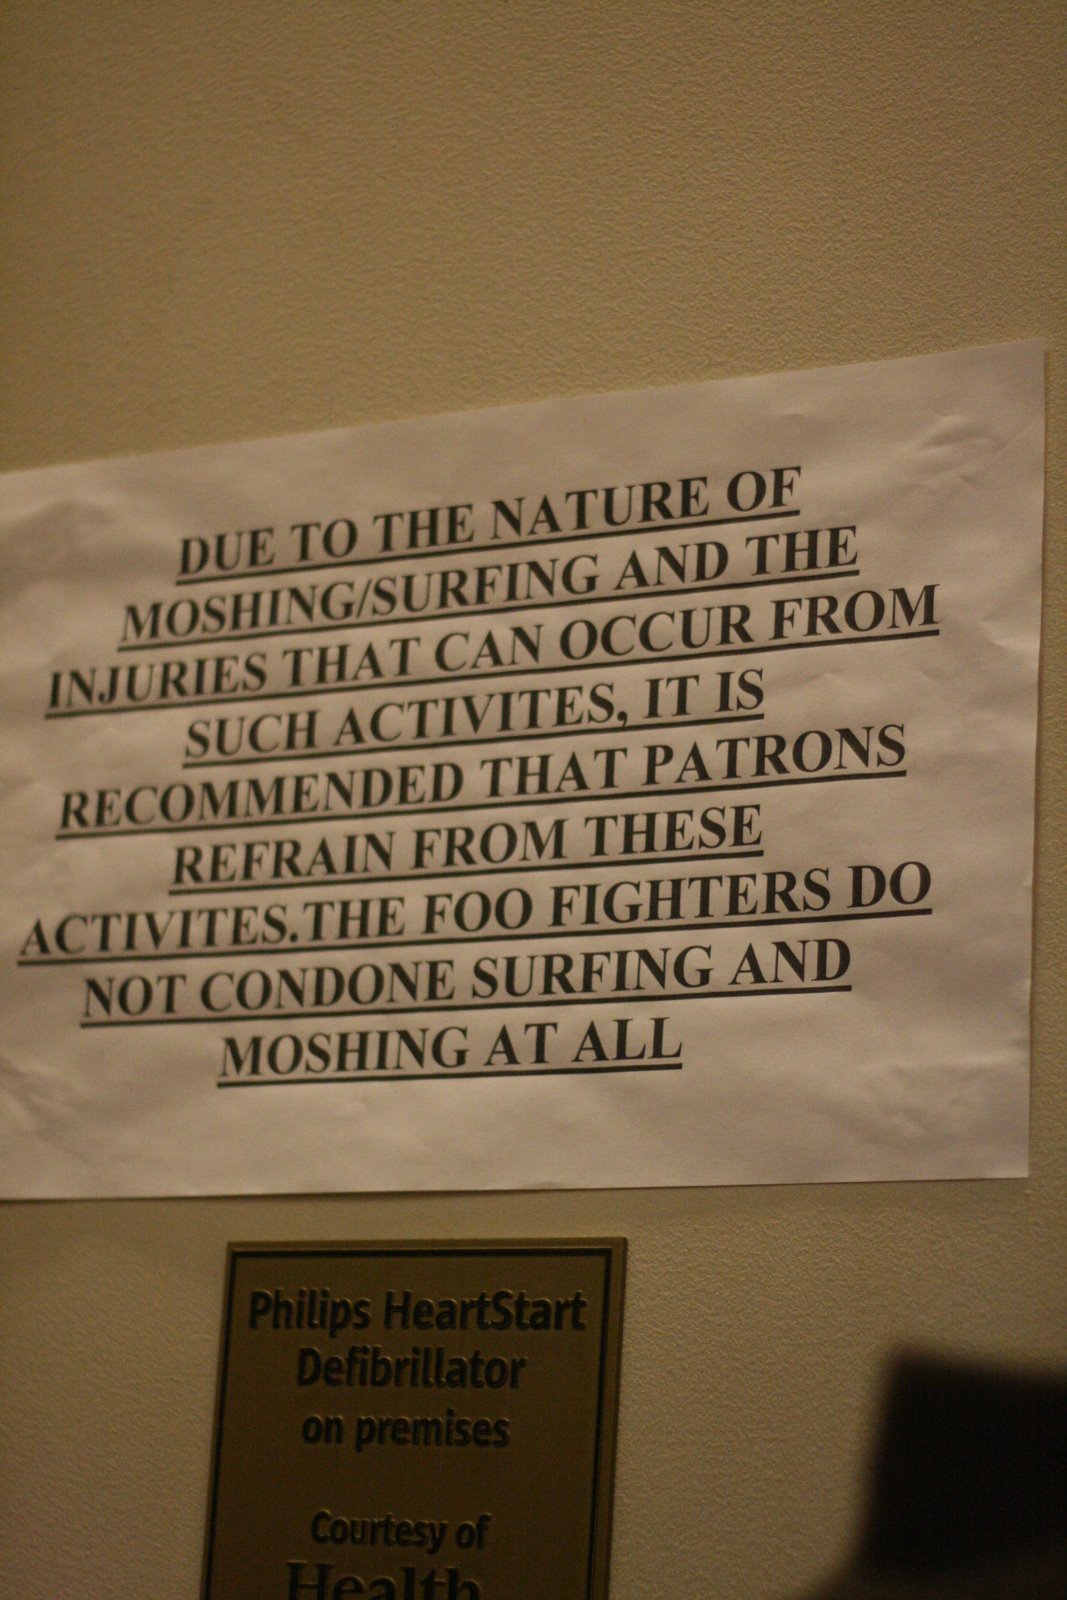 DUE TO THE NATURE OF
MOSHING/SURFING AND THE
INJURIES THAT CAN OCCUR FROM
SUCH ACTIVITES, IT IS
RECOMMENDED THAT PATRONS
REFRAIN FROM THESE
ACTIVITES.THE FOO FIGHTERS DO
NOT CONDONE SURFING AND
MOSHING AT ALL
Philips HeartStart
Defibrillator
on premises
Courtesy of
Health